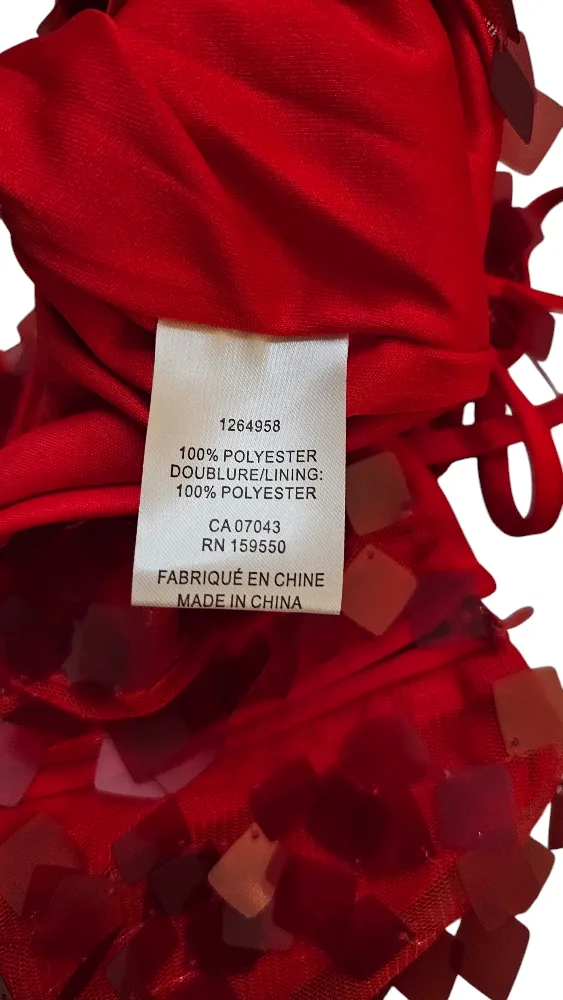 1264958
100% POLYESTER
DOUBLURE/LINING:
100% POLYESTER
CA 07043
RN 159550
FABRIQUÉ EN CHINE
MADE IN CHINA